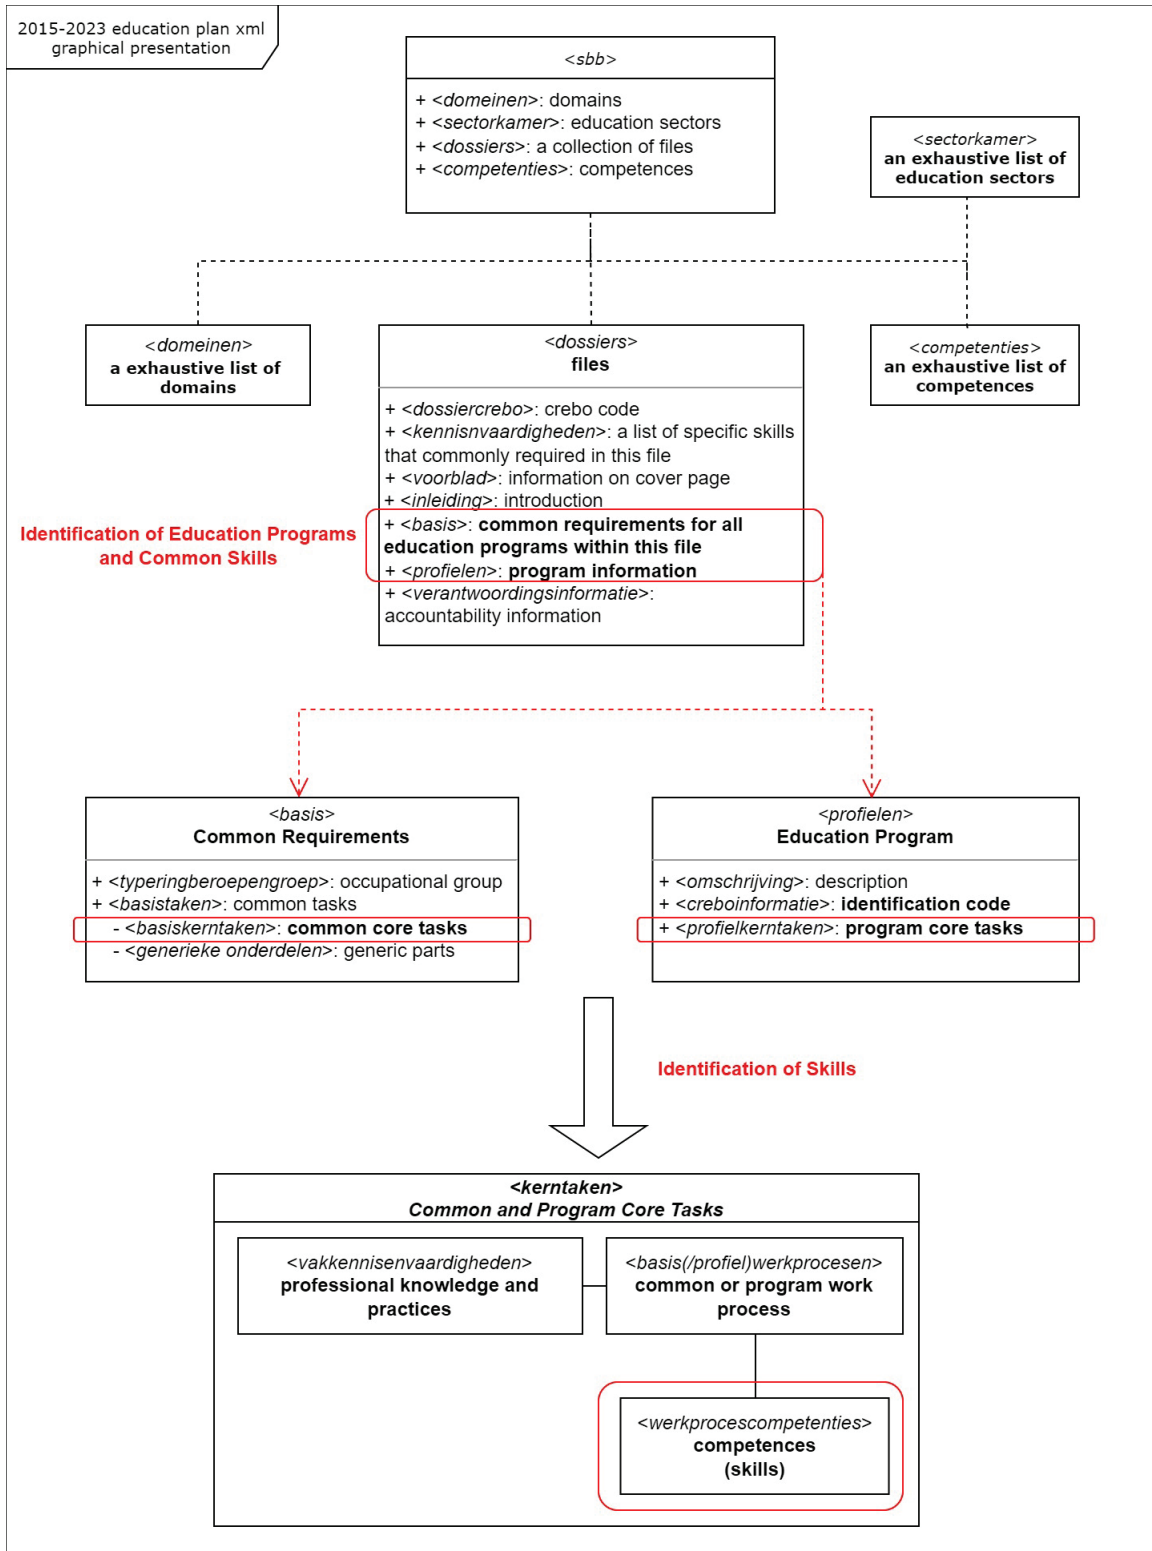 2015-2023 education plan xml
graphical presentation
<sbb>
+ <domeinen>: domains
+ <sectorkamer>: education sectors
+ <dossiers>: a collection of files
+ <competenties>: competences
<sectorkamer>
an exhaustive list of
education sectors
<domeinen>
a exhaustive list of
domains
<dossiers>
files
+ <dossiercrebo>: crebo code
+ <kennisnvaardigheden>: a list of specific skills
that commonly required in this file
+ <voorblad>: information on cover page
+ <inleiding>: introduction
+ <basis>: common requirements for all
education programs within this file
+ <profielen>: program information
+ <verantwoordingsinformatie>:
accountability information
<competenties>
an exhaustive list of
competences
Identification of Education Programs
and Common Skills
<basis>
Common Requirements
+ <typeringberoepengroep>: occupational group
+ <basistaken>: common tasks
- <basiskerntaken>: common core tasks
- <generieke onderdelen>: generic parts
<profielen>
Education Program
+ <omschrijving>: description
+ <creboinformatie>: identification code
+ <profielkerntaken>: program core tasks
Identification of Skills
<kerntaken>
Common and Program Core Tasks
<vakkennisenvaardigheden>
professional knowledge and
practices
<basis(/profiel)werkprocesen>
common or program work
process
<werkprocescompetenties>
competences
(skills)